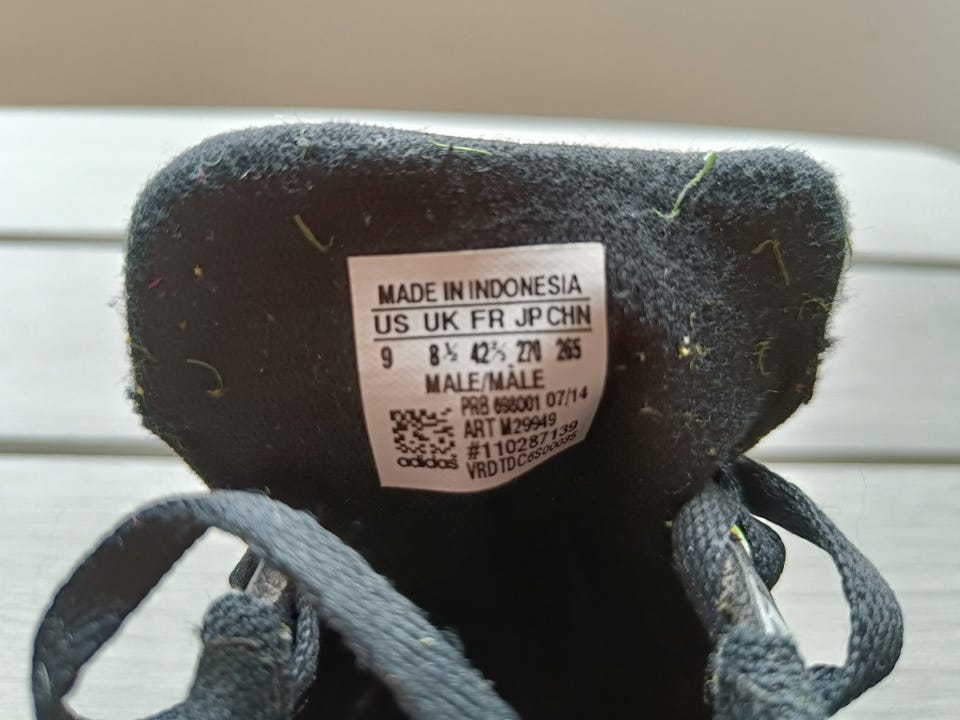 MADE IN INDONESIA
US UK FR JP CHN
9 8½ 42⅔ 270 265
MALE/MÂLE
PRB 698001 07/14
ART M29949
#110287139
VRDTDC6S00035
adidas